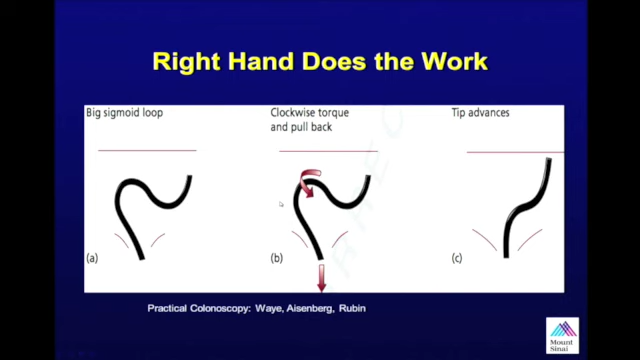 Right Hand Does the Work
Big sigmoid loop
Clockwise torque
and pull back
Tip advances
(a)
(b)
(c)
Practical Colonoscopy: Waye, Aisenberg, Rubin
Mount
Sinai